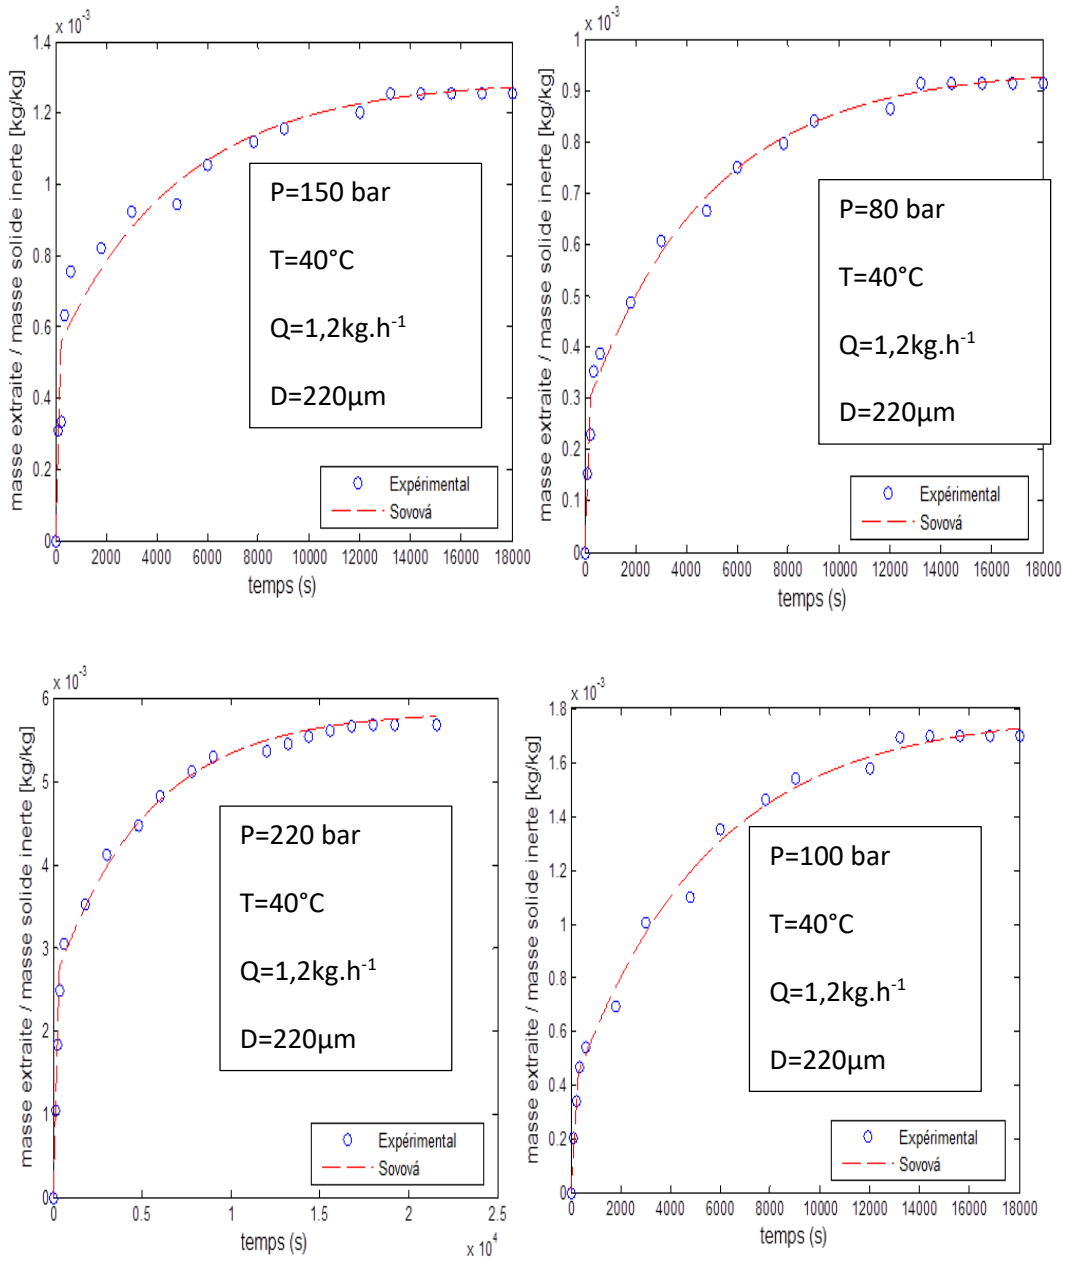 x 10⁻³
1.4
1.2
1
0.8
0.6
0.4
0.2
0
masse extraite / masse solide inerte [kg/kg]
P=150 bar
T=40°C
Q=1,2kg.h⁻¹
D=220µm
Expérimental
Sovová
0 2000 4000 6000 8000 10000 12000 14000 16000 18000
temps (s)
x 10⁻³
1
0.9
0.8
0.7
0.6
0.5
0.4
0.3
0.2
0.1
0
masse extraite / masse solide inerte [kg/kg]
P=80 bar
T=40°C
Q=1,2kg.h⁻¹
D=220µm
Expérimental
Sovová
0 2000 4000 6000 8000 10000 12000 14000 16000 18000
temps (s)
x 10⁻³
6
5
4
3
2
1
0
masse extraite / masse solide inerte [kg/kg]
P=220 bar
T=40°C
Q=1,2kg.h⁻¹
D=220µm
Expérimental
Sovová
0 0.5 1 1.5 2 2.5
temps (s)
x 10⁴
x 10⁻³
1.8
1.6
1.4
1.2
1
0.8
0.6
0.4
0.2
0
masse extraite / masse solide inerte [kg/kg]
P=100 bar
T=40°C
Q=1,2kg.h⁻¹
D=220µm
Expérimental
Sovová
0 2000 4000 6000 8000 10000 12000 14000 16000 18000
temps (s)